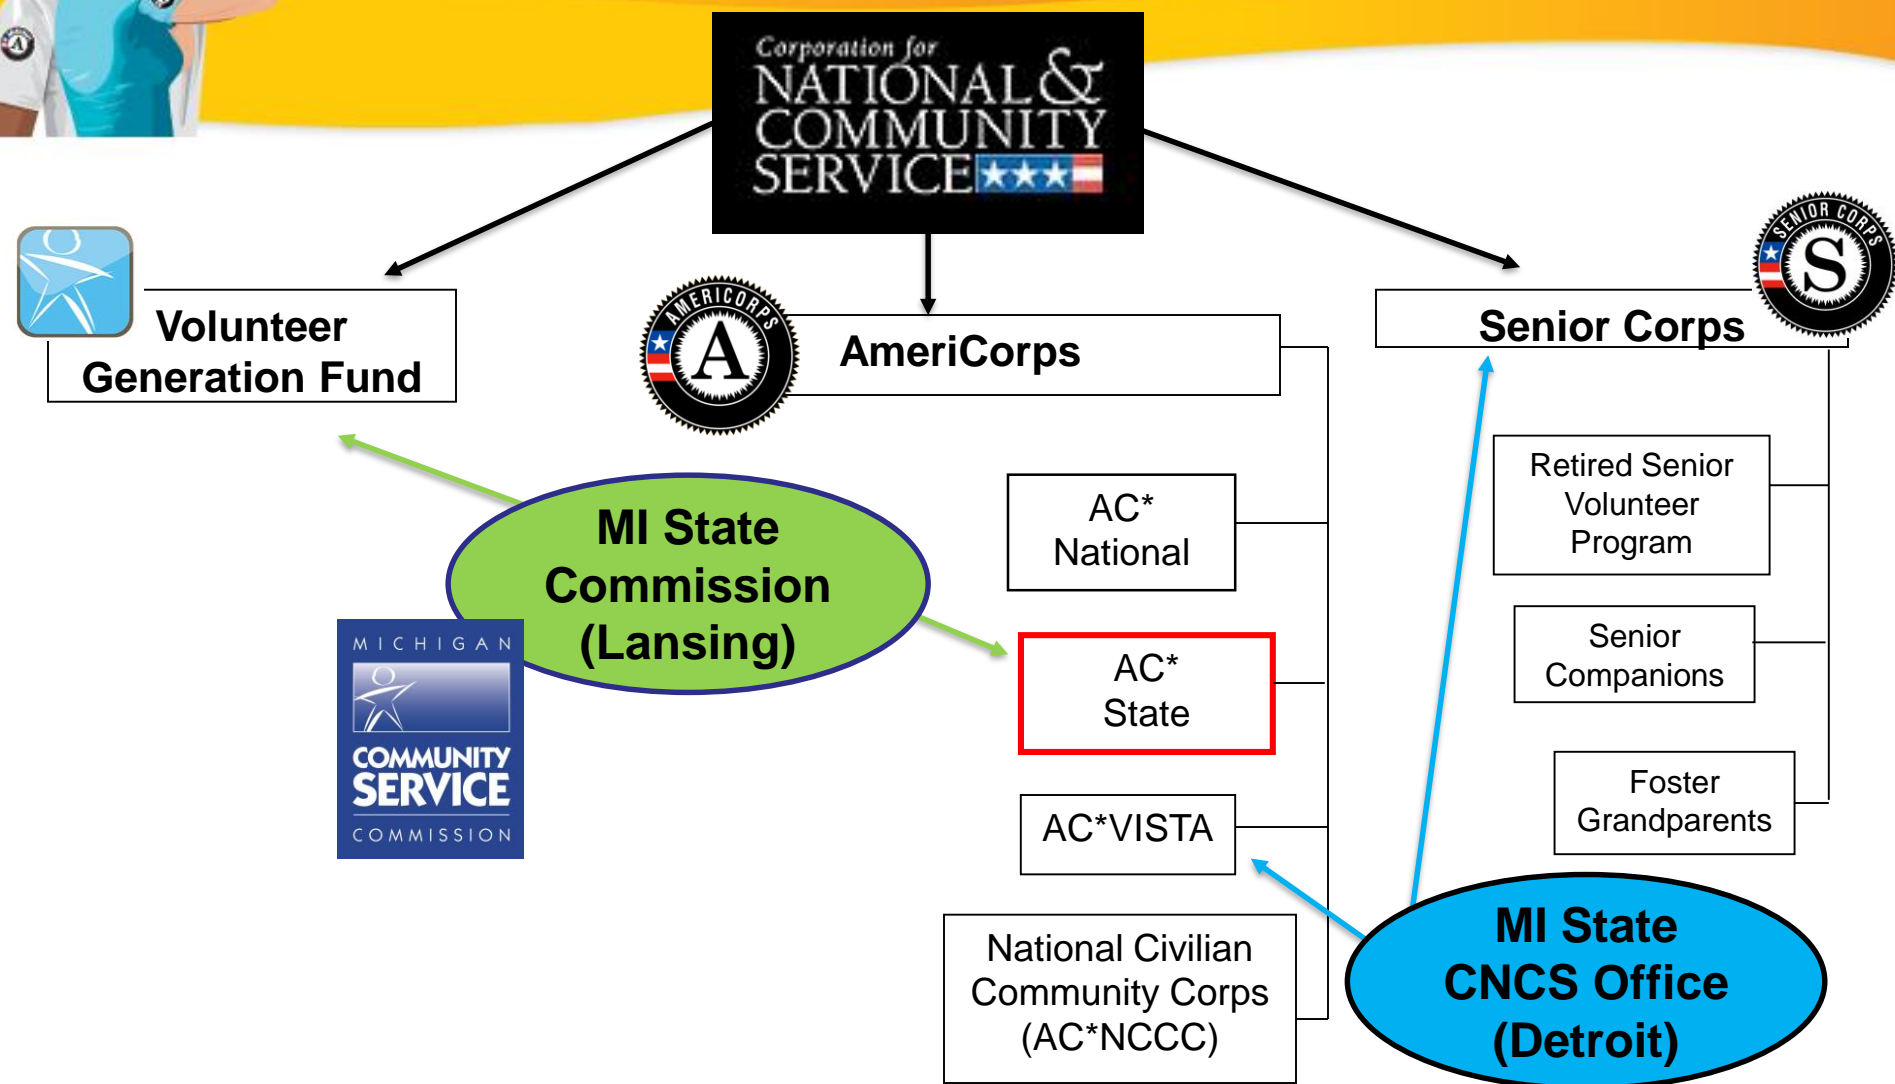 Corporation for
NATIONAL &
COMMUNITY
SERVICE
SENIOR CORPS
S
Volunteer
Generation Fund
AMERICORPS
A
AmeriCorps
Senior Corps
AC*
National
Retired Senior
Volunteer
Program
MI State
Commission
(Lansing)
MICHIGAN
COMMUNITY
SERVICE
COMMISSION
AC*
State
Senior
Companions
AC*VISTA
Foster
Grandparents
National Civilian
Community Corps
(AC*NCCC)
MI State
CNCS Office
(Detroit)
A